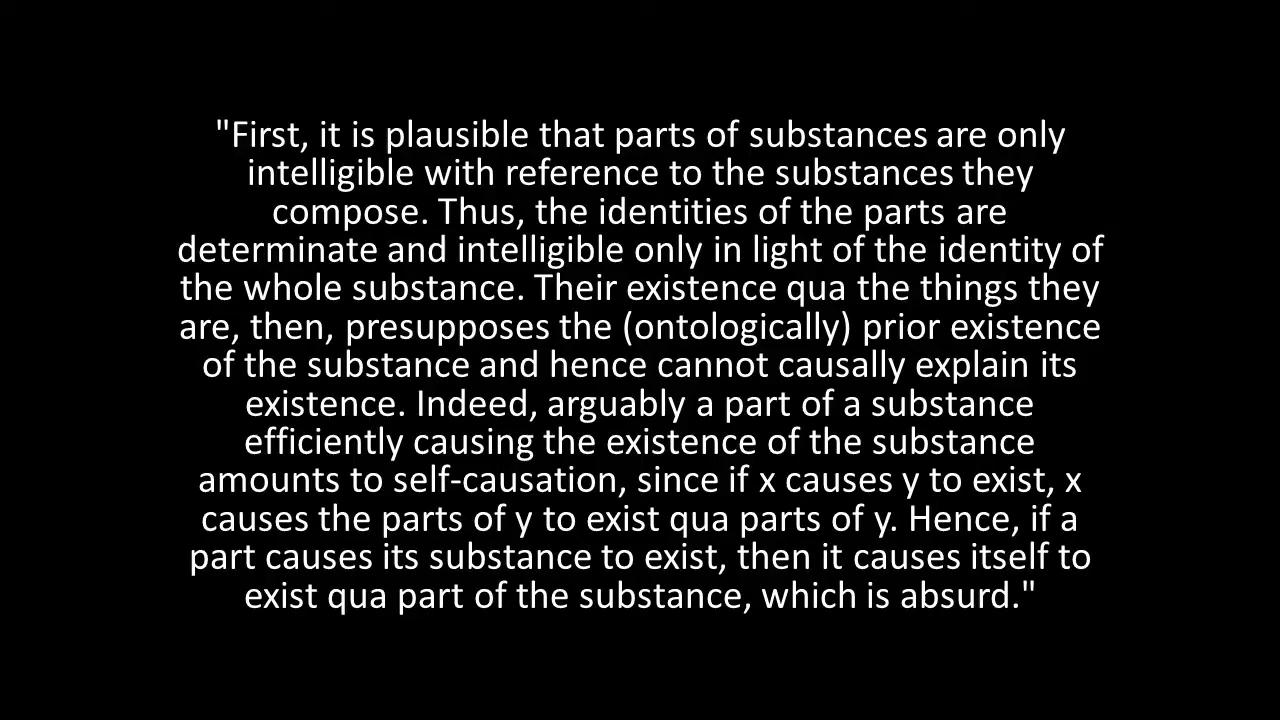 "First, it is plausible that parts of substances are only
intelligible with reference to the substances they
compose. Thus, the identities of the parts are
determinate and intelligible only in light of the identity of
the whole substance. Their existence qua the things they
are, then, presupposes the (ontologically) prior existence
of the substance and hence cannot causally explain its
existence. Indeed, arguably a part of a substance
efficiently causing the existence of the substance
amounts to self-causation, since if x causes y to exist, x
causes the parts of y to exist qua parts of y. Hence, if a
part causes its substance to exist, then it causes itself to
exist qua part of the substance, which is absurd."